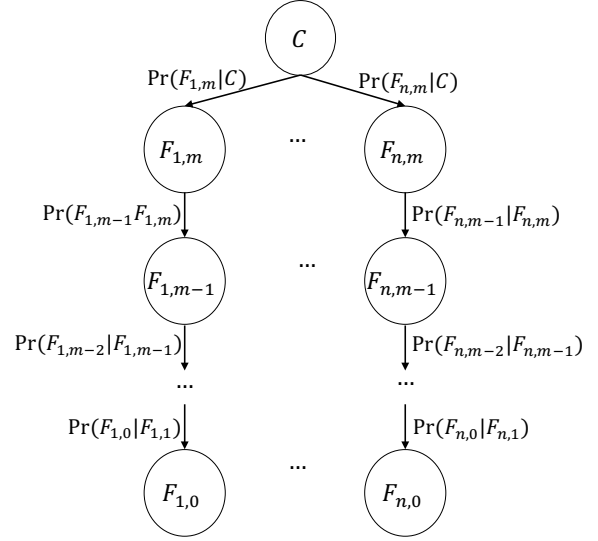 C
Pr(F_{1,m}|C) Pr(F_{n,m}|C)
F_{1,m} ... F_{n,m}
Pr(F_{1,m−1}F_{1,m}) Pr(F_{n,m−1}|F_{n,m})
F_{1,m−1} ... F_{n,m−1}
Pr(F_{1,m−2}|F_{1,m−1}) Pr(F_{n,m−2}|F_{n,m−1})
... ...
Pr(F_{1,0}|F_{1,1}) Pr(F_{n,0}|F_{n,1})
F_{1,0} ... F_{n,0}